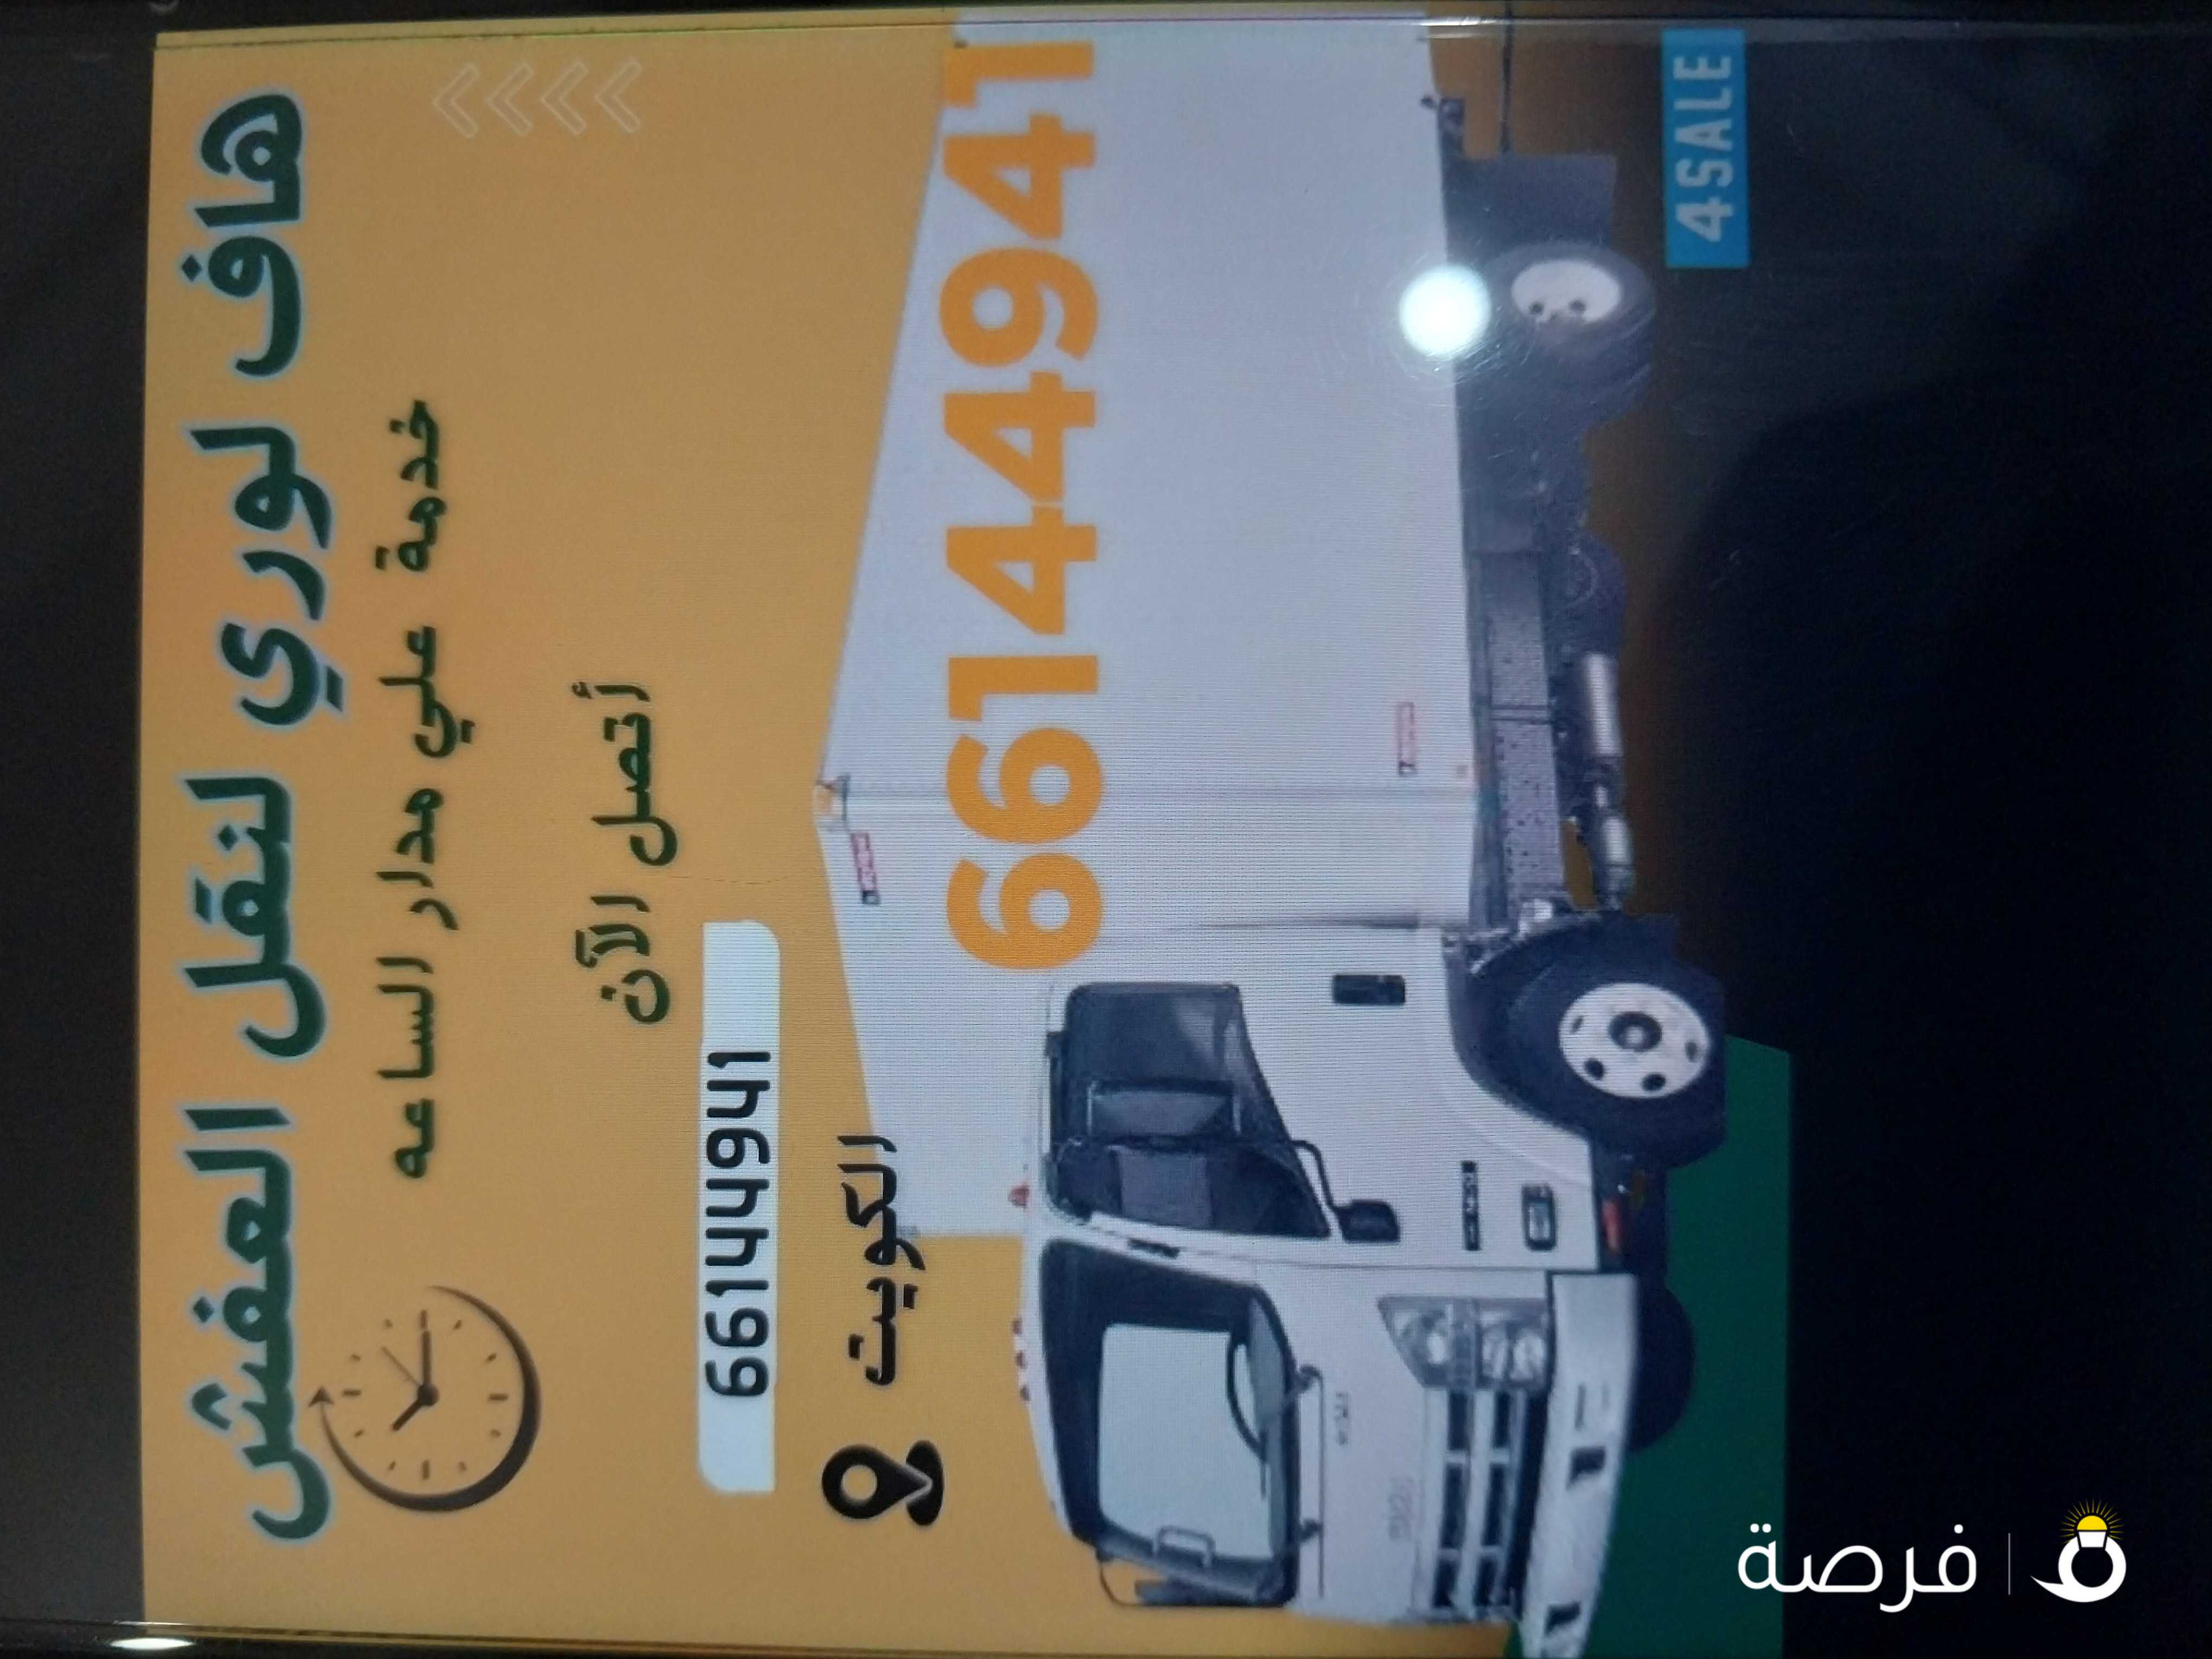 هاف لوري لنقل العفش
خدمة علي مدار الساعه
أتصل الآن
66144941
الكويت
66144941
4SALE
فرصة